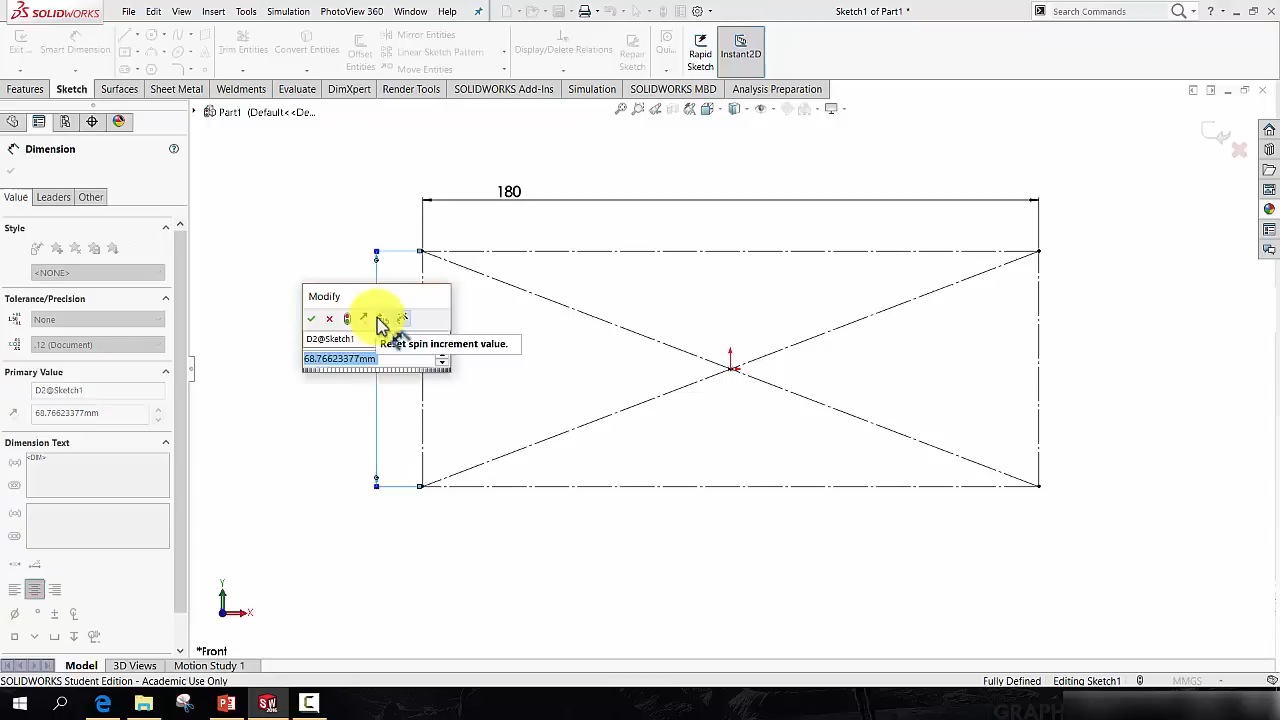 SOLIDWORKS
File Edit View Insert Tools Simulation PhotoView 360 Window Help
Sketch1 of Part1 *
Search Commands
Exit... Smart Dimension
Trim Entities Convert Entities
Offset Entities
Mirror Entities
Linear Sketch Pattern
Move Entities
Display/Delete Relations
Repair Sketch
Qui...
Rapid Sketch
Instant2D
Features Sketch Surfaces Sheet Metal Weldments Evaluate DimXpert Render Tools SOLIDWORKS Add-Ins Simulation SOLIDWORKS MBD Analysis Preparation
Part1 (Default<<De...
Dimension
Value Leaders Other
Style
<NONE>
Tolerance/Precision
None
.12 (Document)
Primary Value
D2@Sketch1
68.76623377mm
Dimension Text
<DIM>
180
Modify
D2@Sketch1
Reset spin increment value.
68.76623377mm
Y
X
*Front
Model 3D Views Motion Study 1
SOLIDWORKS Student Edition - Academic Use Only
Fully Defined Editing Sketch1 MMGS
GRAPH